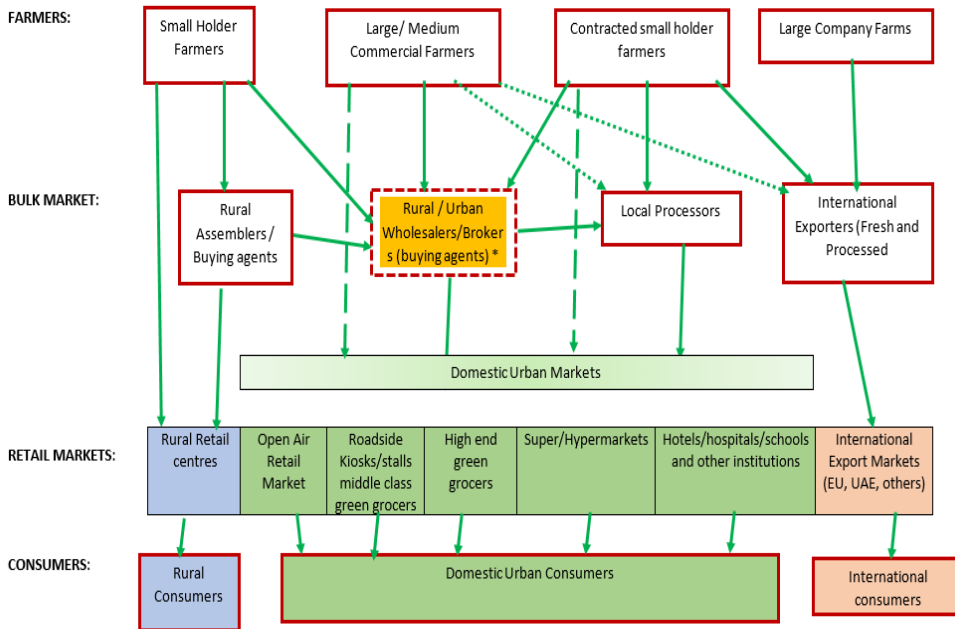 FARMERS:
Small Holder
Farmers
Large/ Medium
Commercial Farmers
Contracted small holder
farmers
Large Company Farms
BULK MARKET:
Rural
Assemblers /
Buying agents
Rural / Urban
Wholesalers/Broker
s (buying agents) *
Local Processors
International
Exporters (Fresh and
Processed
Domestic Urban Markets
RETAIL MARKETS:
Rural Retail
centres
Open Air
Retail
Market
Roadside
Kiosks/stalls
middle class
green grocers
High end
green
grocers
Super/Hypermarkets
Hotels/hospitals/schools
and other institutions
International
Export Markets
(EU, UAE, others)
CONSUMERS:
Rural
Consumers
Domestic Urban Consumers
International
consumers